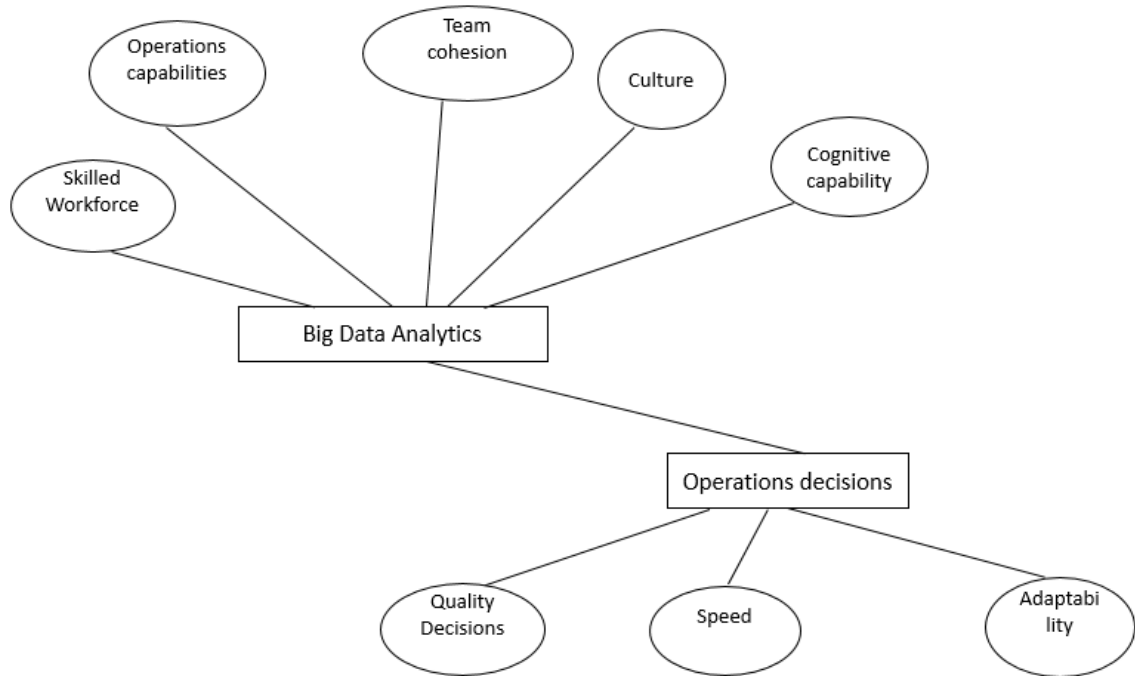 Operations
capabilities
Team
cohesion
Culture
Cognitive
capability
Skilled
Workforce
Big Data Analytics
Operations decisions
Quality
Decisions
Speed
Adaptabi
lity